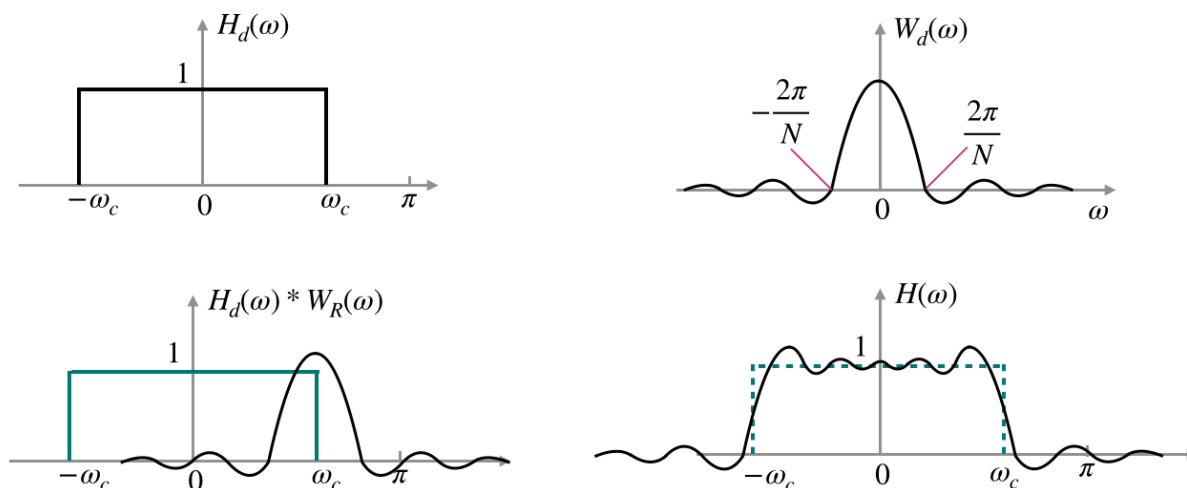 H_d(ω)
1
−ω_c
0
ω_c
π
W_d(ω)
−2π/N
2π/N
0
ω
H_d(ω) * W_R(ω)
1
−ω_c
0
ω_c
π
H(ω)
1
−ω_c
0
ω_c
π